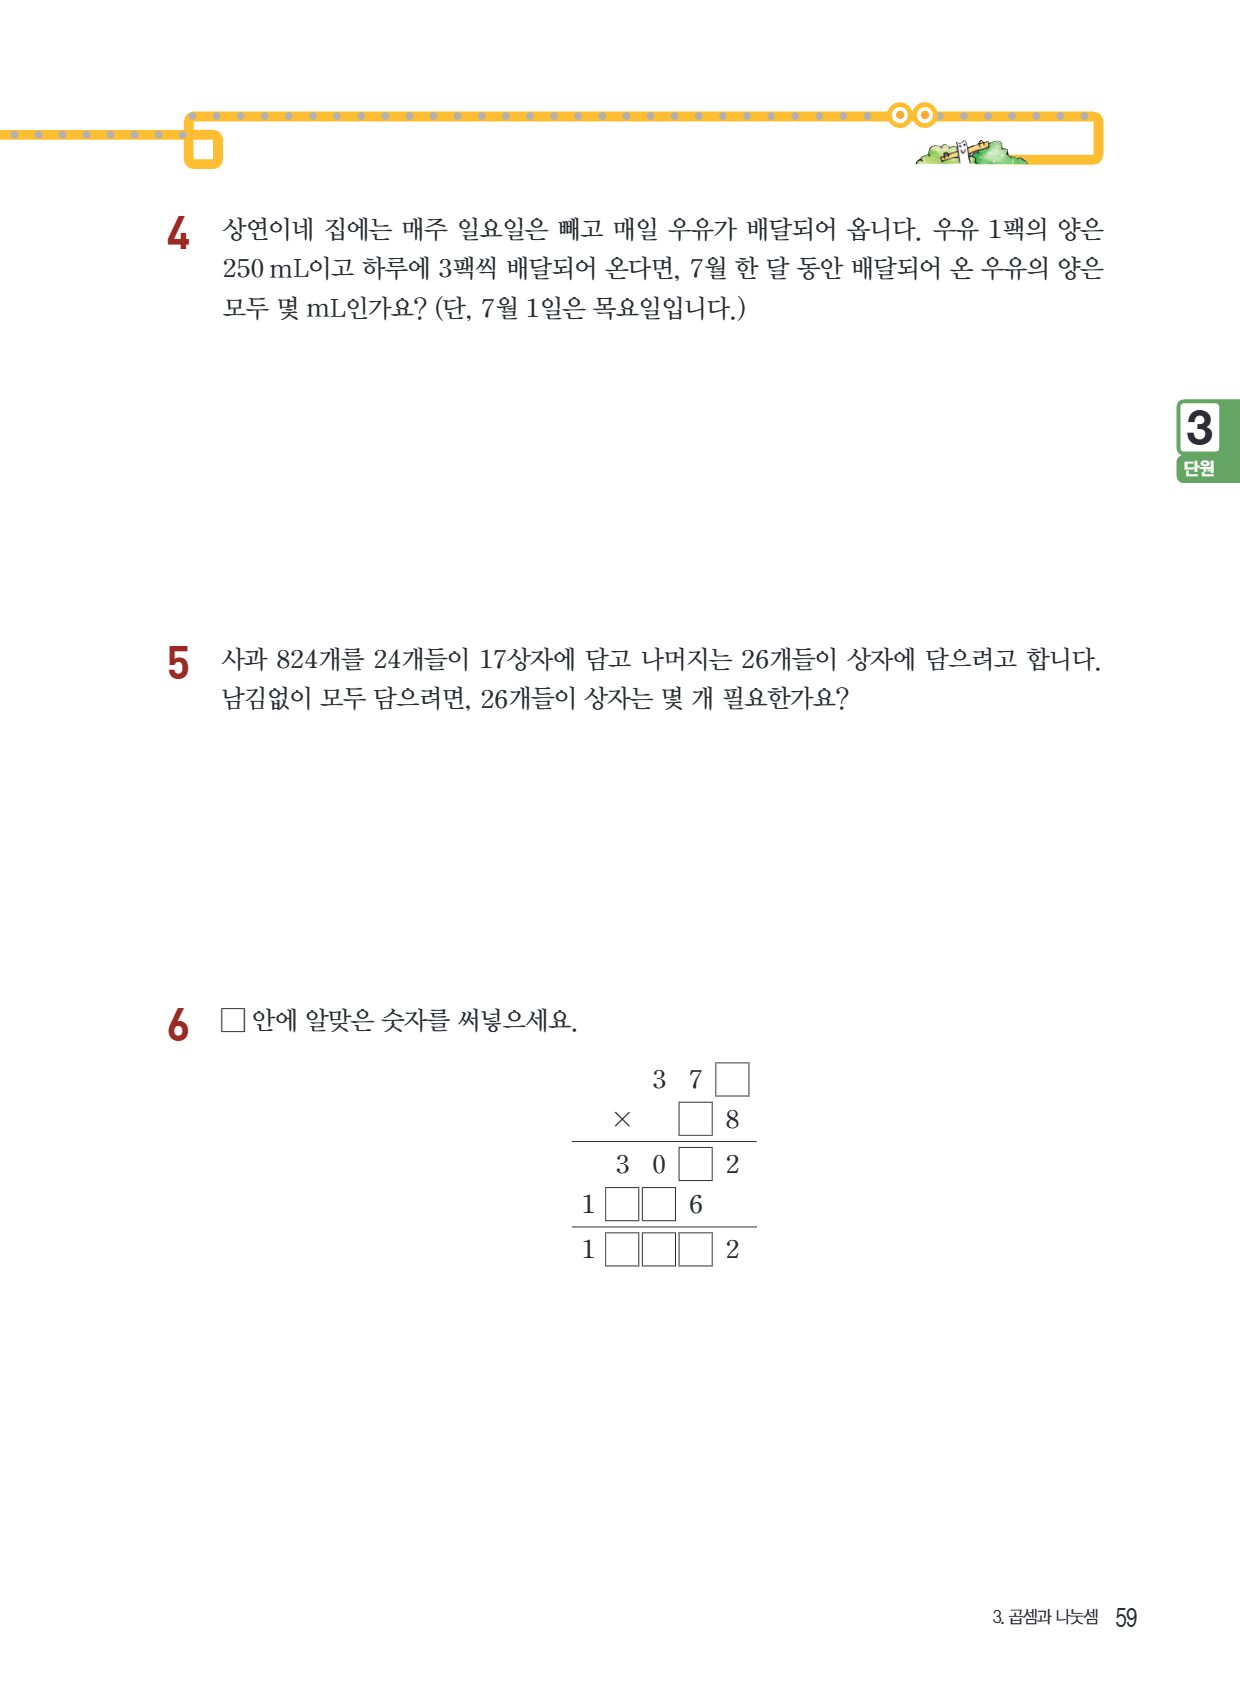 4 상연이네 집에는 매주 일요일은 빼고 매일 우유가 배달되어 옵니다. 우유 1팩의 양은
250 mL이고 하루에 3팩씩 배달되어 온다면, 7월 한 달 동안 배달되어 온 우유의 양은
모두 몇 mL인가요? (단, 7월 1일은 목요일입니다.)
3
단원
5 사과 824개를 24개들이 17상자에 담고 나머지는 26개들이 상자에 담으려고 합니다.
남김없이 모두 담으려면, 26개들이 상자는 몇 개 필요한가요?
6 □ 안에 알맞은 숫자를 써넣으세요.
3 7 □
× □ 8
3 0 □ 2
1 □ □ 6
1 □ □ □ 2
3. 곱셈과 나눗셈 59